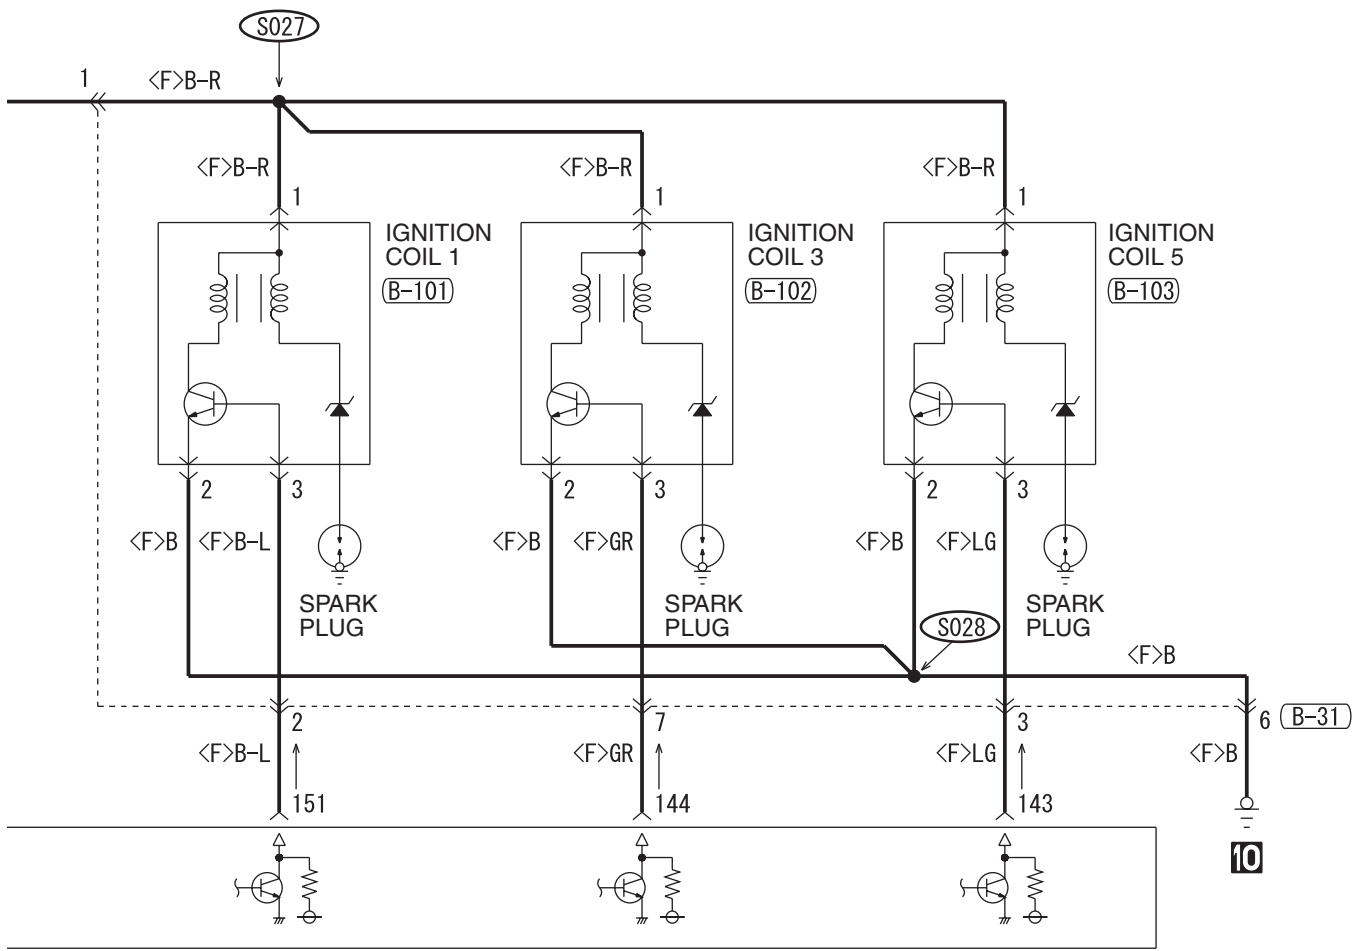 S027
1 <F>B-R
<F>B-R <F>B-R <F>B-R
1 1 1
IGNITION
COIL 1
B-101
IGNITION
COIL 3
B-102
IGNITION
COIL 5
B-103
2 3 2 3 2 3
<F>B <F>B-L <F>B <F>GR <F>B <F>LG
SPARK
PLUG
SPARK
PLUG
SPARK
PLUG
S028
<F>B
2 7 3 6 B-31
<F>B-L <F>GR <F>LG <F>B
151 144 143
10